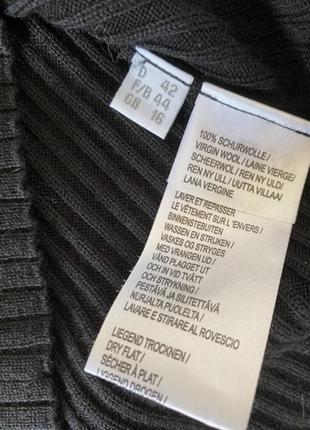 D 42
F/B 44
GB 16
100% SCHURWOLLE/
VIRGIN WOOL/ LAINE VIERGE/
SCHEERWOL/ REN NY ULD/
REN NY ULL/ UUTTA VILLAA/
LANA VERGINE
LAVER ET REPASSER
LE VÊTEMENT SUR L'ENVERS/
BINNENSTEBUITEN
WASSEN EN STRIJKEN/
VASKES OG STRYGES
MED VRANGEN UD/
VÄND PLAGGET UT
OCH IN VID TVÄTT
OCH STRYKNING/
PESTÄVÄ JA SILITETTÄVÄ
NURJALTA PUOLELTA/
LAVARE E STIRARE AL ROVESCIO
LIEGEND TROCKNEN/
DRY FLAT/
SÉCHER À PLAT/
LIGGEND DROGEN/